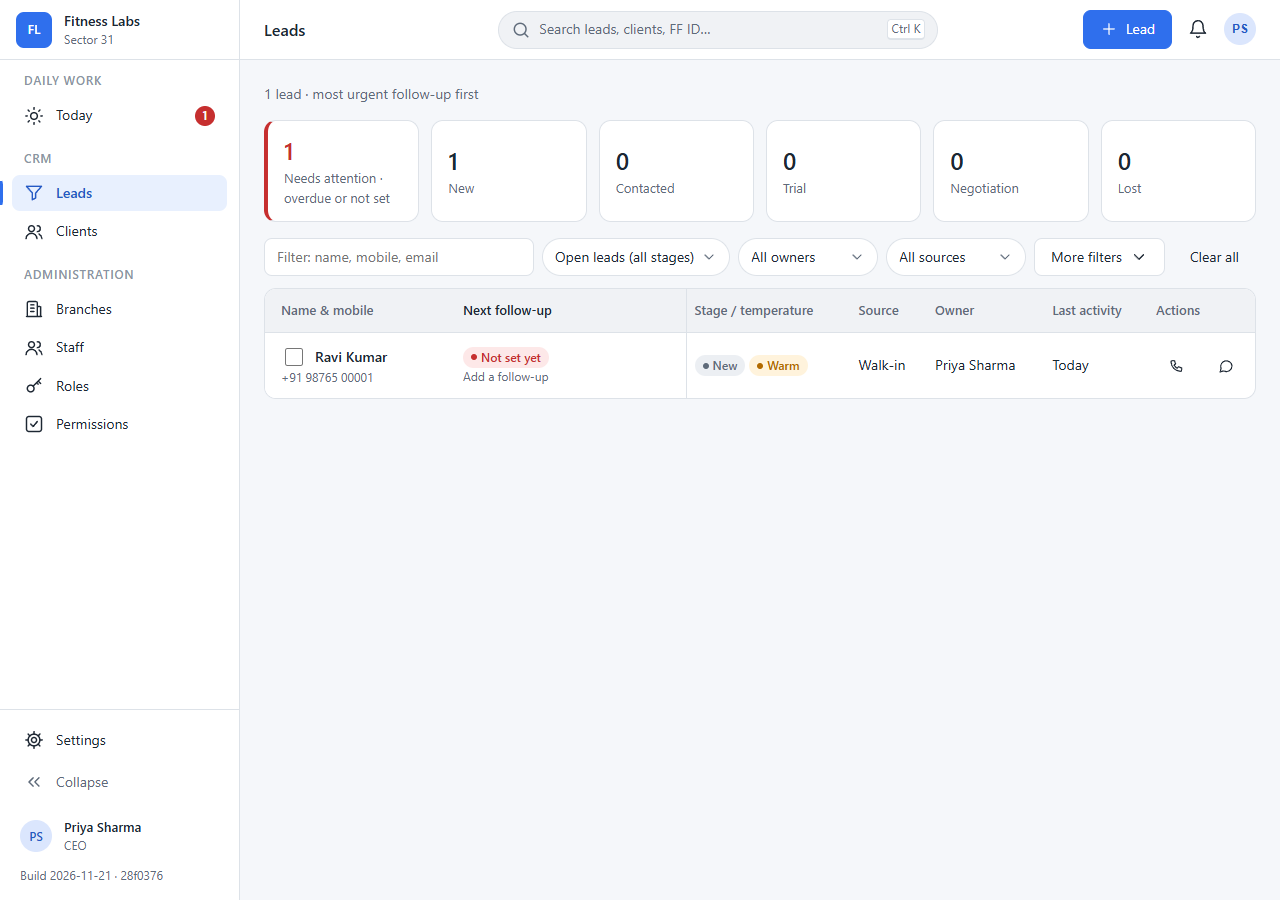 FL
Fitness Labs
Sector 31
Leads
Search leads, clients, FF ID...
Ctrl K
Lead
PS
DAILY WORK
Today
1
CRM
Leads
Clients
ADMINISTRATION
Branches
Staff
Roles
Permissions
Settings
Collapse
PS
Priya Sharma
CEO
Build 2026-11-21 · 28f0376
1 lead · most urgent follow-up first
1
Needs attention ·
overdue or not set
1
New
0
Contacted
0
Trial
0
Negotiation
0
Lost
Filter: name, mobile, email
Open leads (all stages)
All owners
All sources
More filters
Clear all
Name & mobile
Next follow-up
Stage / temperature
Source
Owner
Last activity
Actions
Ravi Kumar
+91 98765 00001
Not set yet
Add a follow-up
New
Warm
Walk-in
Priya Sharma
Today